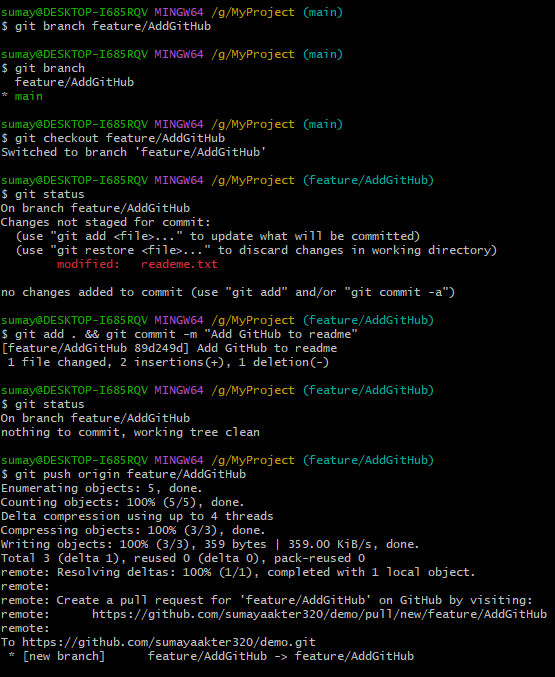 sumay@DESKTOP-I685RQV MINGW64 /g/MyProject (main)
$ git branch feature/AddGitHub
sumay@DESKTOP-I685RQV MINGW64 /g/MyProject (main)
$ git branch
  feature/AddGitHub
* main
sumay@DESKTOP-I685RQV MINGW64 /g/MyProject (main)
$ git checkout feature/AddGitHub
Switched to branch 'feature/AddGitHub'
sumay@DESKTOP-I685RQV MINGW64 /g/MyProject (feature/AddGitHub)
$ git status
On branch feature/AddGitHub
Changes not staged for commit:
  (use "git add <file>..." to update what will be committed)
  (use "git restore <file>..." to discard changes in working directory)
        modified:   reademe.txt
no changes added to commit (use "git add" and/or "git commit -a")
sumay@DESKTOP-I685RQV MINGW64 /g/MyProject (feature/AddGitHub)
$ git add . && git commit -m "Add GitHub to readme"
[feature/AddGitHub 89d249d] Add GitHub to readme
 1 file changed, 2 insertions(+), 1 deletion(-)
sumay@DESKTOP-I685RQV MINGW64 /g/MyProject (feature/AddGitHub)
$ git status
On branch feature/AddGitHub
nothing to commit, working tree clean
sumay@DESKTOP-I685RQV MINGW64 /g/MyProject (feature/AddGitHub)
$ git push origin feature/AddGitHub
Enumerating objects: 5, done.
Counting objects: 100% (5/5), done.
Delta compression using up to 4 threads
Compressing objects: 100% (3/3), done.
Writing objects: 100% (3/3), 359 bytes | 359.00 KiB/s, done.
Total 3 (delta 1), reused 0 (delta 0), pack-reused 0
remote: Resolving deltas: 100% (1/1), completed with 1 local object.
remote:
remote: Create a pull request for 'feature/AddGitHub' on GitHub by visiting:
remote:      https://github.com/sumayaakter320/demo/pull/new/feature/AddGitHub
remote:
To https://github.com/sumayaakter320/demo.git
 * [new branch]      feature/AddGitHub -> feature/AddGitHub